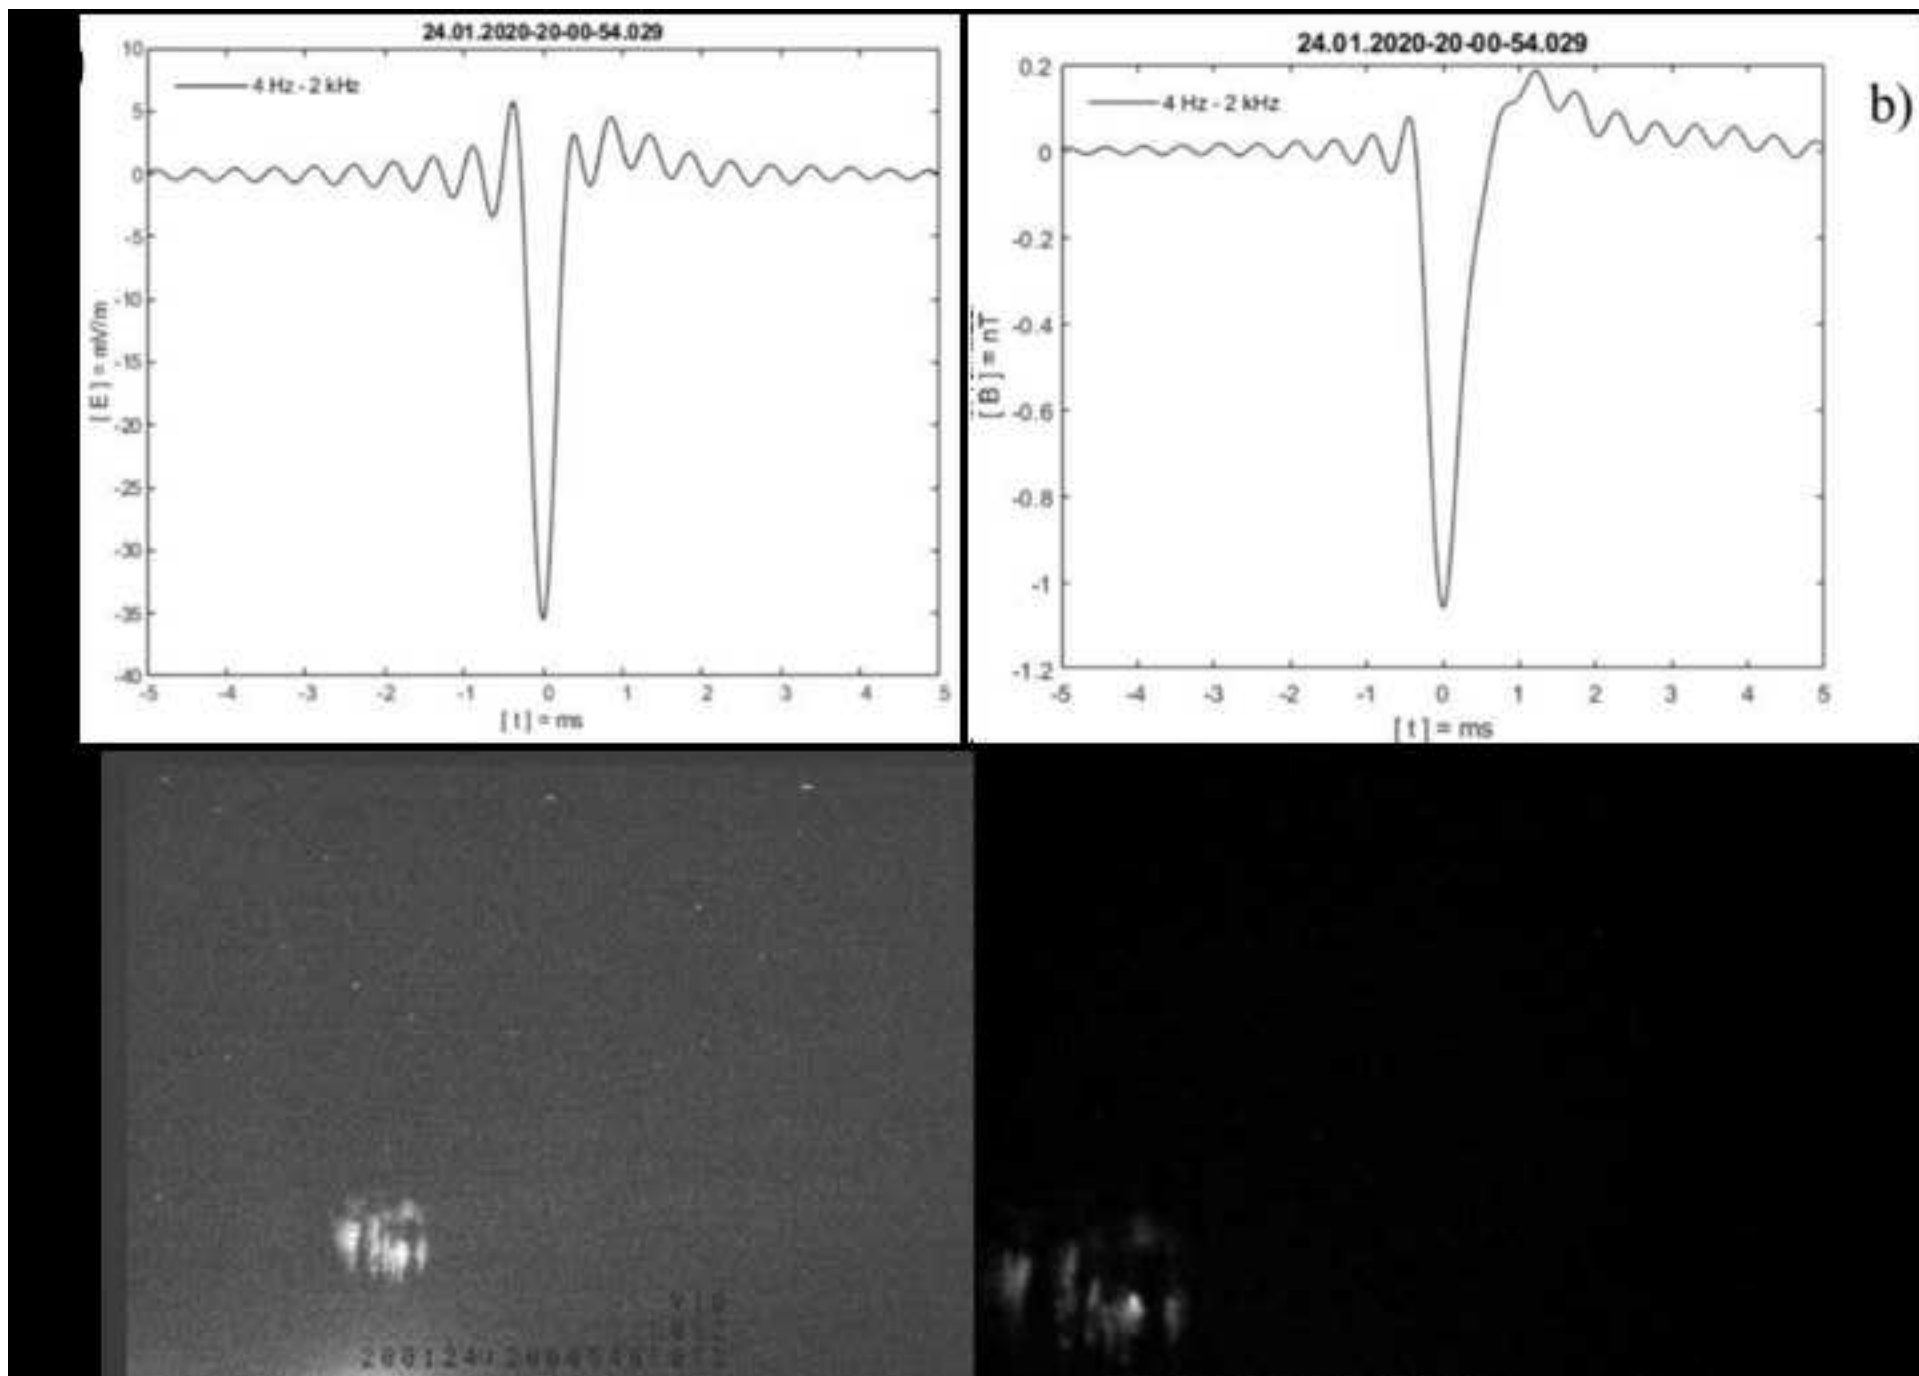 24.01.2020-20-00-54.029
4 Hz - 2 kHz
10
5
0
-5
-10
-15
-20
-25
-30
-35
-40
[ E ] = mV/m
-5 -4 -3 -2 -1 0 1 2 3 4 5
[ t ] = ms
24.01.2020-20-00-54.029
4 Hz - 2 kHz
b)
0.2
0
-0.2
-0.4
-0.6
-0.8
-1
-1.2
[ B ] = nT
-5 -4 -3 -2 -1 0 1 2 3 4 5
[ t ] = ms